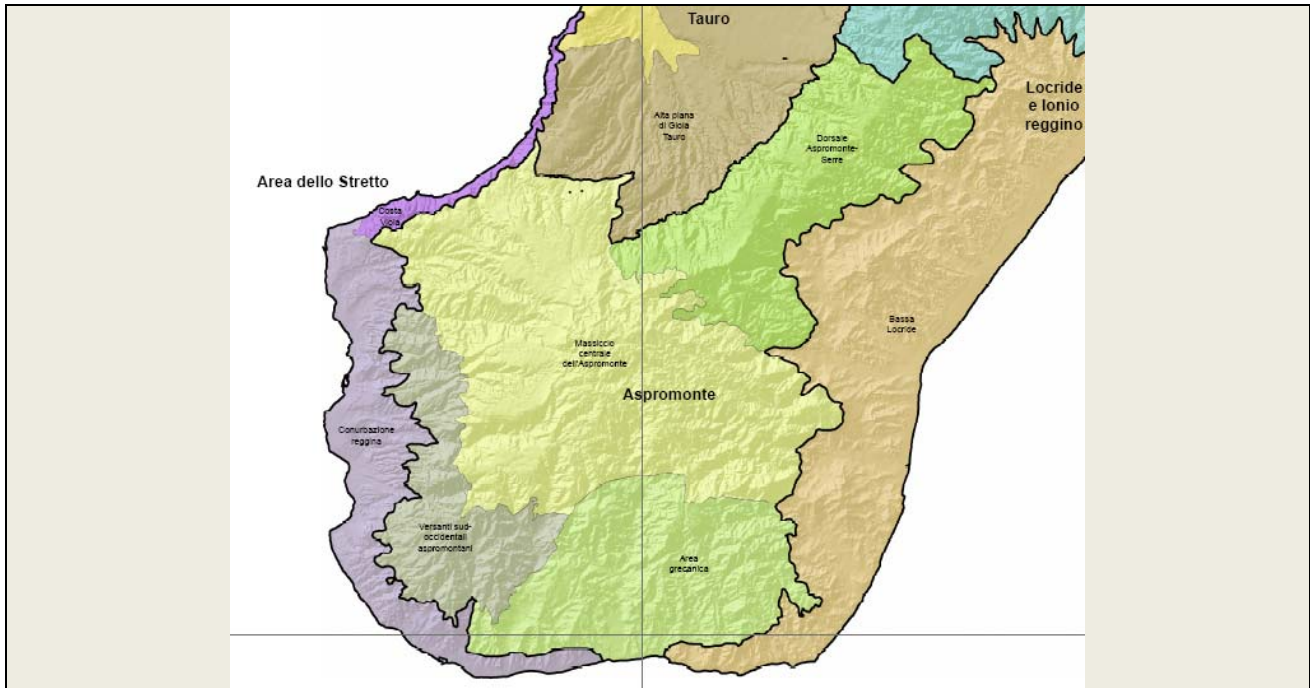 Tauro
Locride
e Ionio
reggino
Alta piana
di Gioia
Tauro
Dorsale
Aspromonte-
Serre
Area dello Stretto
Costa
Viola
Bassa
Locride
Massiccio
centrale
dell'Aspromonte
Aspromonte
Conurbazione
reggina
Versanti sud-
occidentali
aspromontani
Area
grecanica